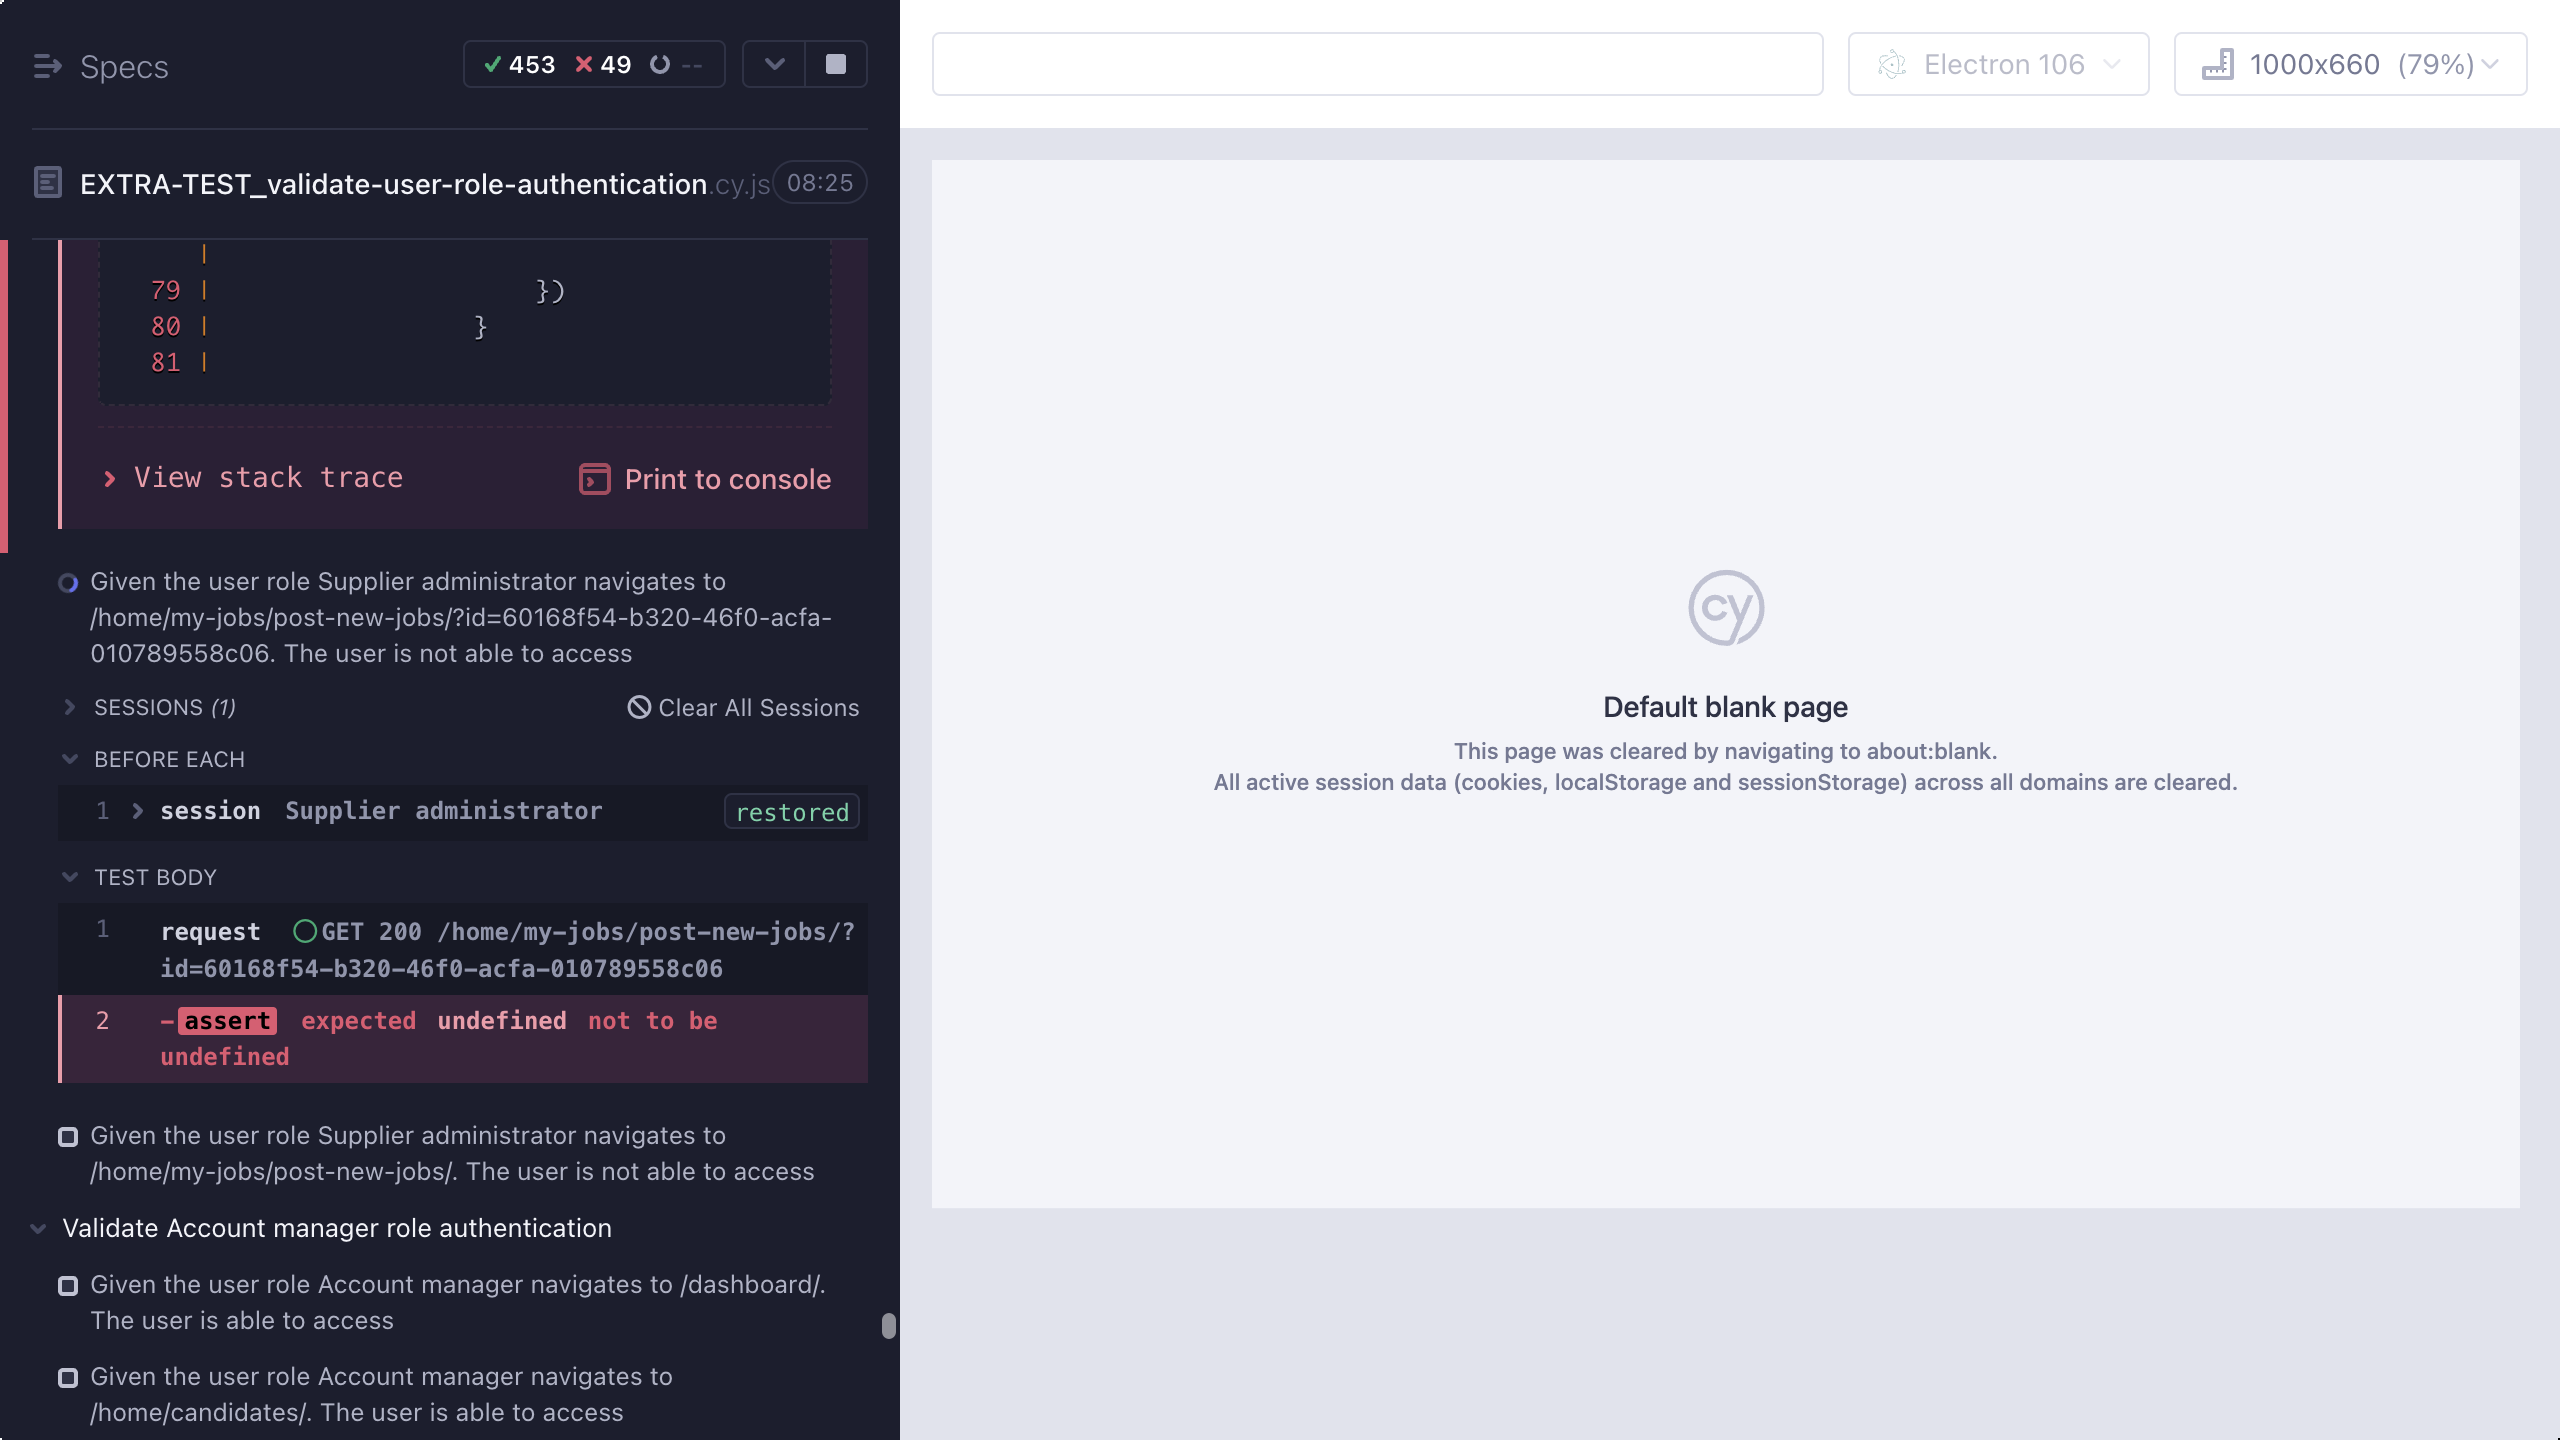 Specs
453 49 --
EXTRA-TEST_validate-user-role-authentication.cy.js 08:25
|
79 | })
80 | }
81 |
View stack trace
Print to console
Given the user role Supplier administrator navigates to
/home/my-jobs/post-new-jobs/?id=60168f54-b320-46f0-acfa-
010789558c06. The user is not able to access
SESSIONS (1)
Clear All Sessions
BEFORE EACH
1 session Supplier administrator restored
TEST BODY
1 request GET 200 /home/my-jobs/post-new-jobs/?
id=60168f54-b320-46f0-acfa-010789558c06
2 -assert expected undefined not to be
undefined
Given the user role Supplier administrator navigates to
/home/my-jobs/post-new-jobs/. The user is not able to access
Validate Account manager role authentication
Given the user role Account manager navigates to /dashboard/.
The user is able to access
Given the user role Account manager navigates to
/home/candidates/. The user is able to access
Electron 106
1000x660 (79%)
cy
Default blank page
This page was cleared by navigating to about:blank.
All active session data (cookies, localStorage and sessionStorage) across all domains are cleared.